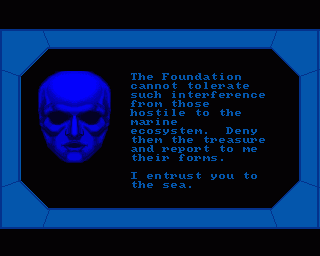 The Foundation
cannot tolerate
such interference
from those
hostile to the
marine
ecosystem.  Deny
them the treasure
and report to me
their forms.
I entrust you to
the sea.